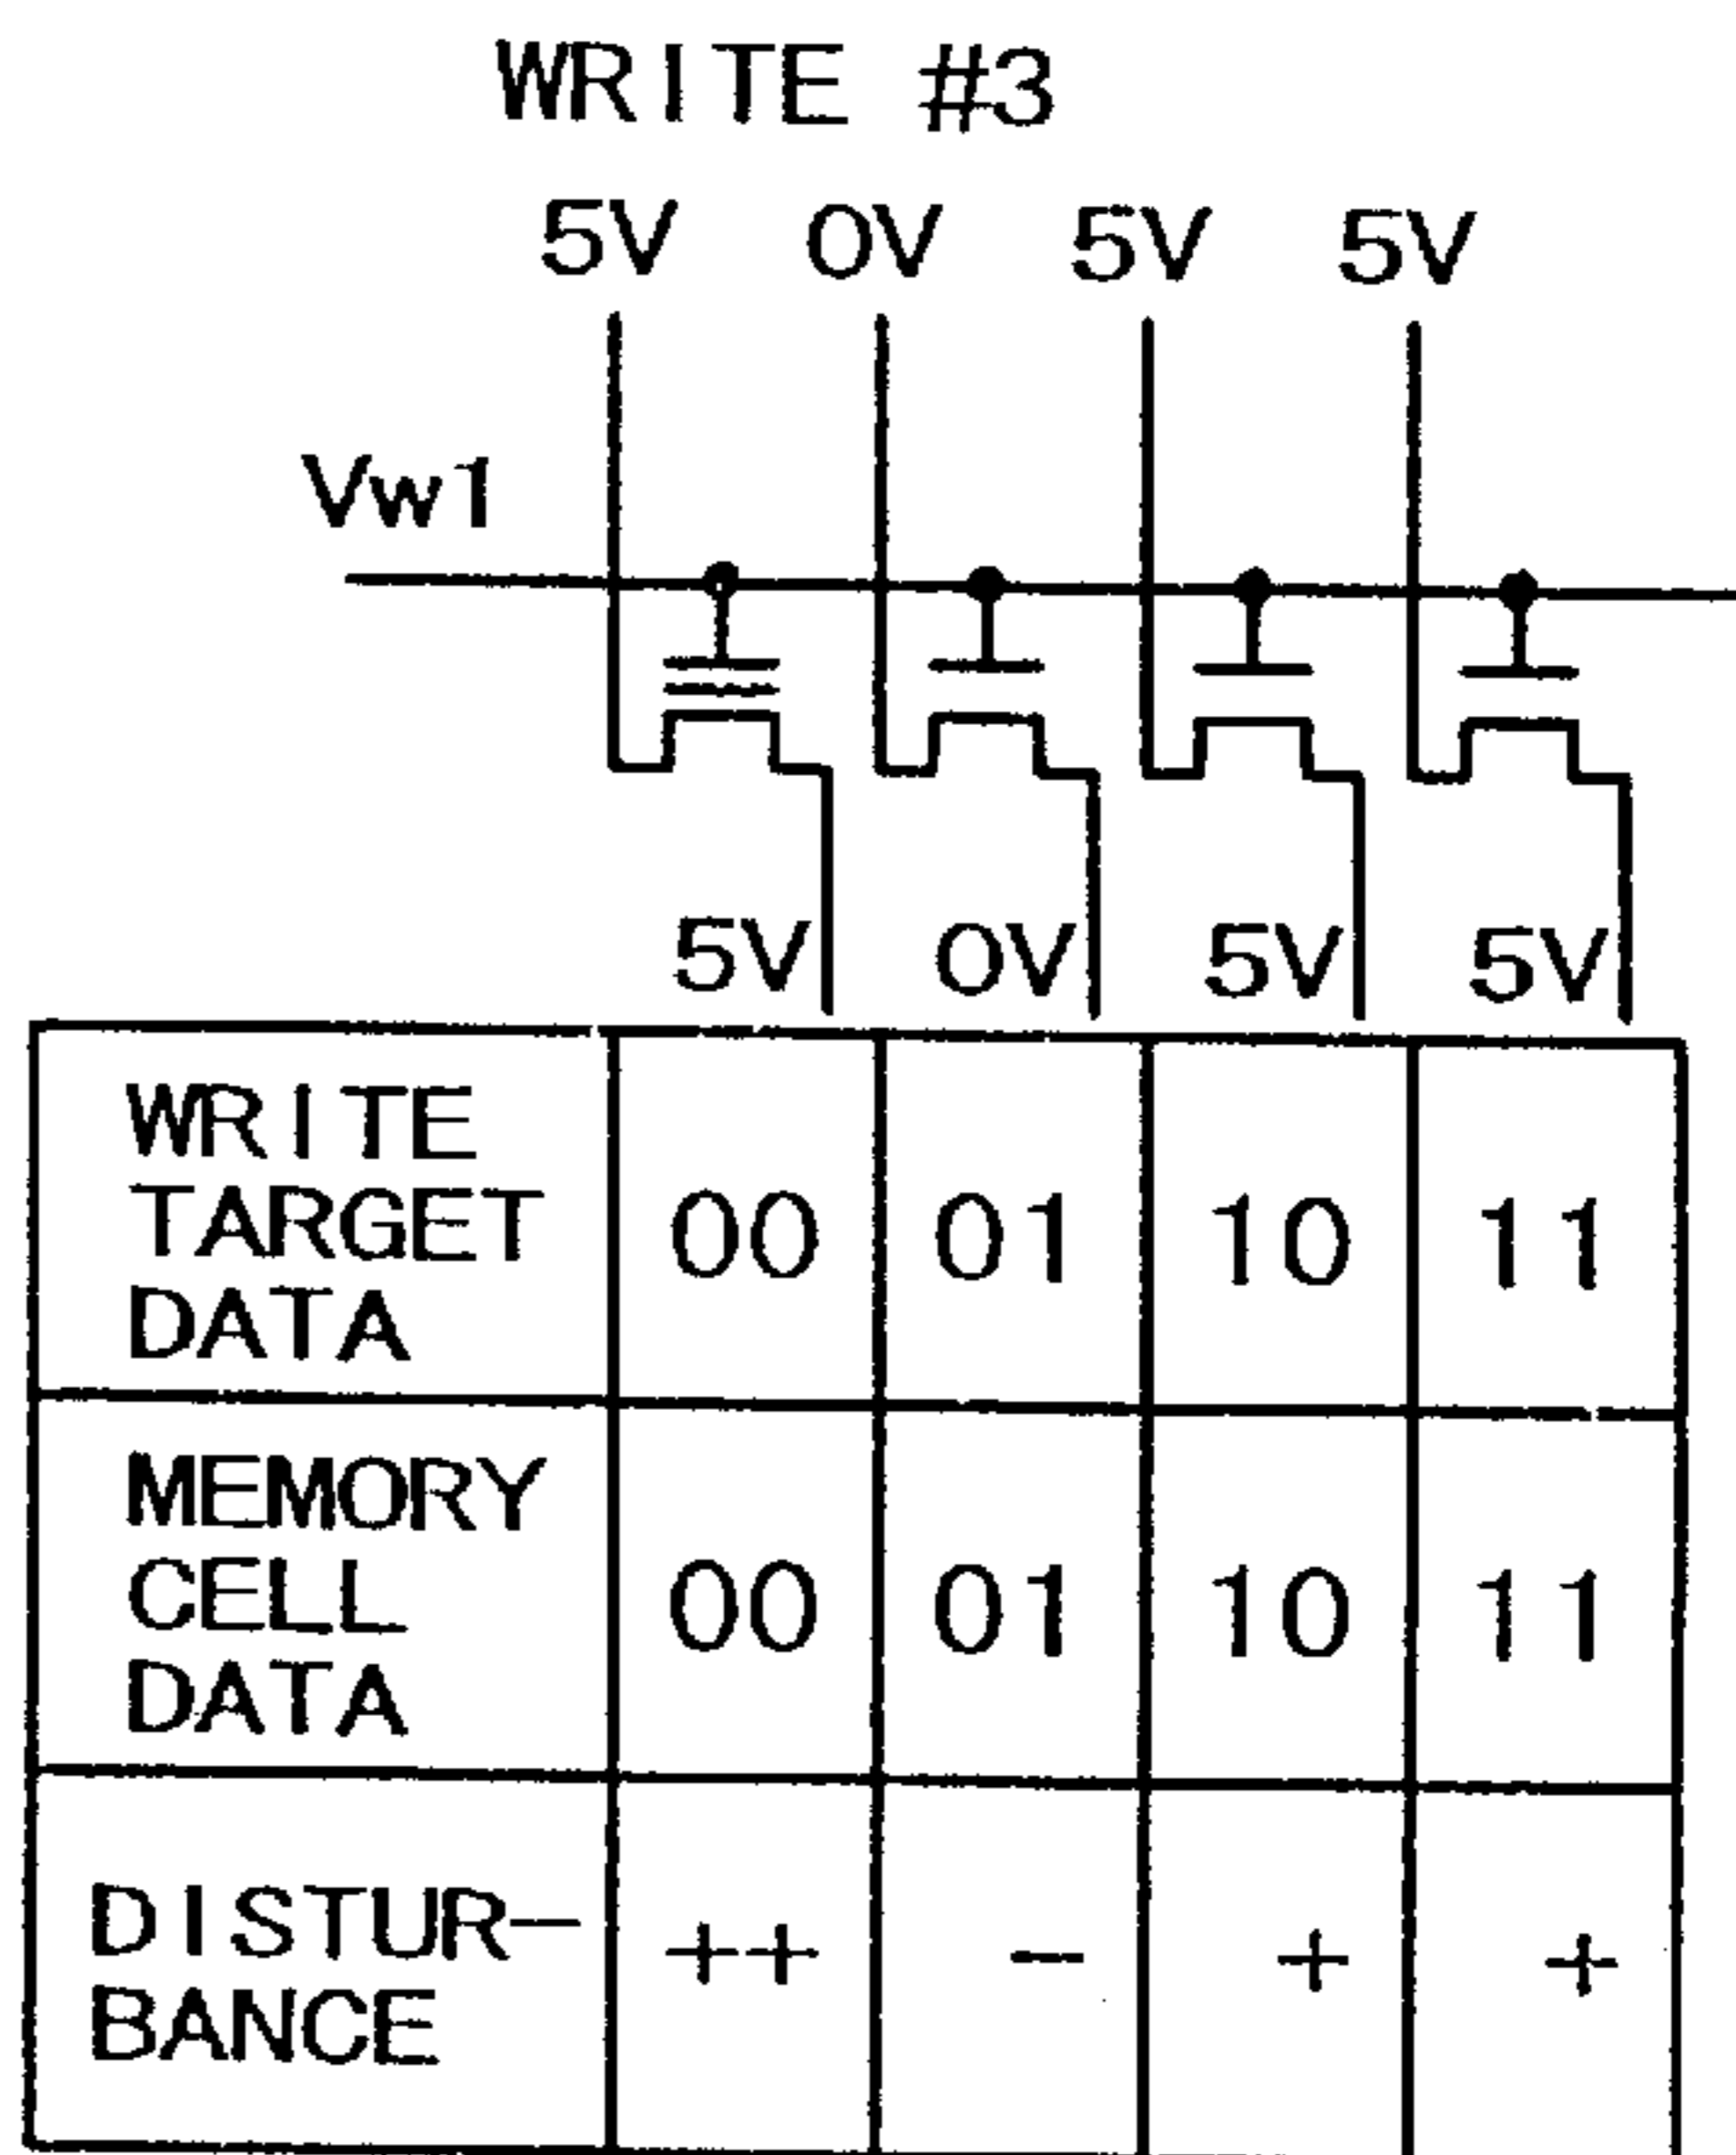 WRITE #3
5V 0V 5V 5V
Vw1
5V 0V 5V 5V
WRITE
TARGET 00 01 10 11
DATA
MEMORY
CELL 00 01 10 11
DATA
DISTUR-
++ - + +
BANCE